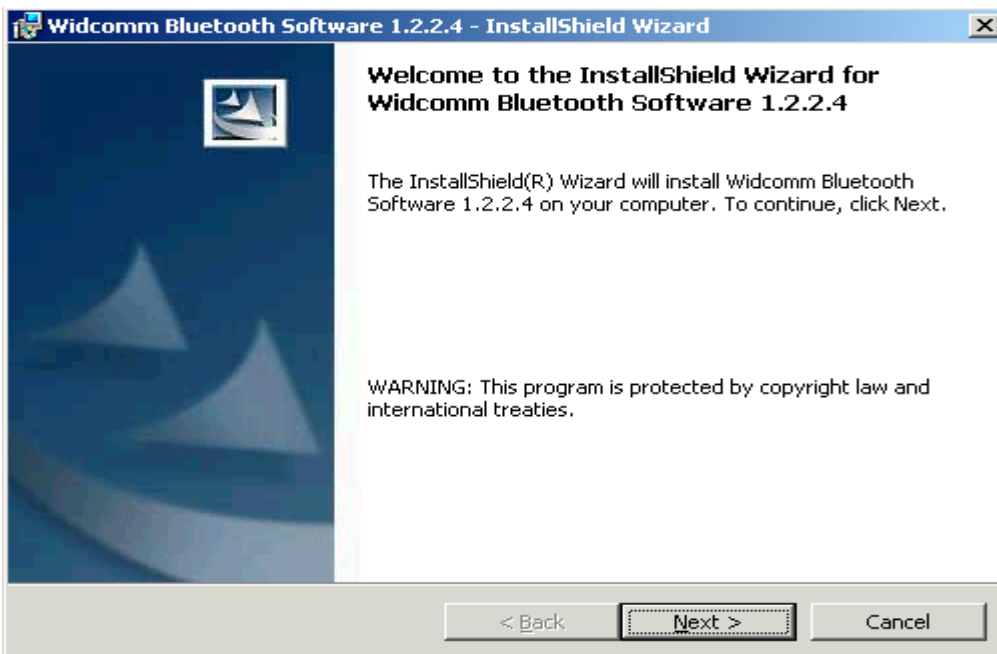 Widcomm Bluetooth Software 1.2.2.4 - InstallShield Wizard
Welcome to the InstallShield Wizard for
Widcomm Bluetooth Software 1.2.2.4
The InstallShield(R) Wizard will install Widcomm Bluetooth
Software 1.2.2.4 on your computer. To continue, click Next.
WARNING: This program is protected by copyright law and
international treaties.
< Back Next > Cancel